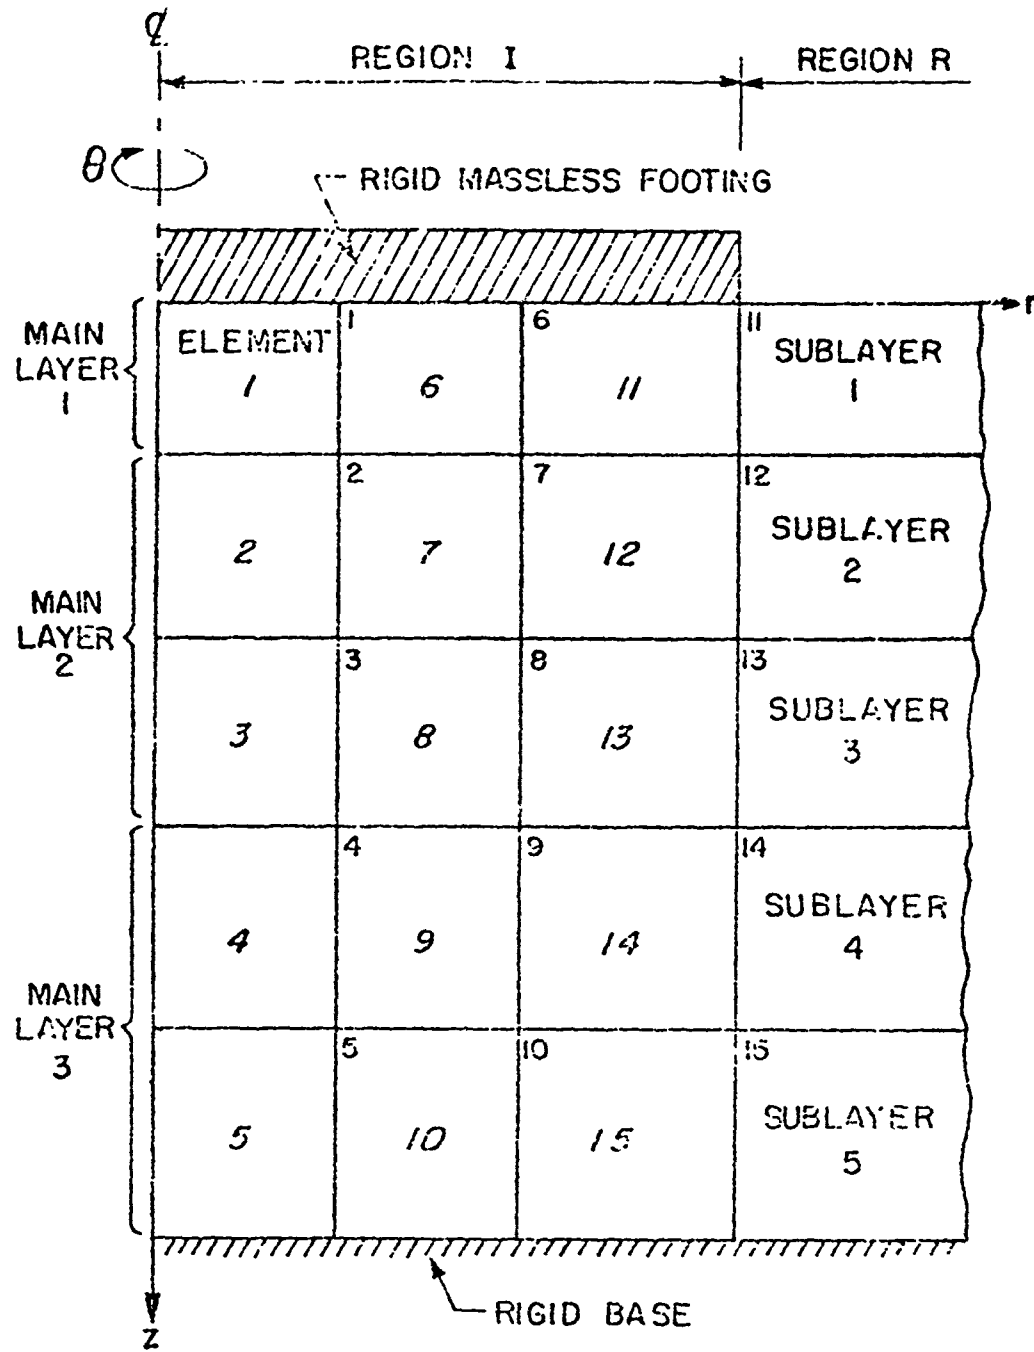 ℄
REGION I
REGION R
θ
RIGID MASSLESS FOOTING
r
MAIN
LAYER
1
ELEMENT
1
1
6
6
11
11
SUBLAYER
1
MAIN
LAYER
2
2
2
7
7
12
12
SUBLAYER
2
3
3
8
8
13
13
SUBLAYER
3
MAIN
LAYER
3
4
4
9
9
14
14
SUBLAYER
4
5
5
10
10
15
15
SUBLAYER
5
RIGID BASE
z